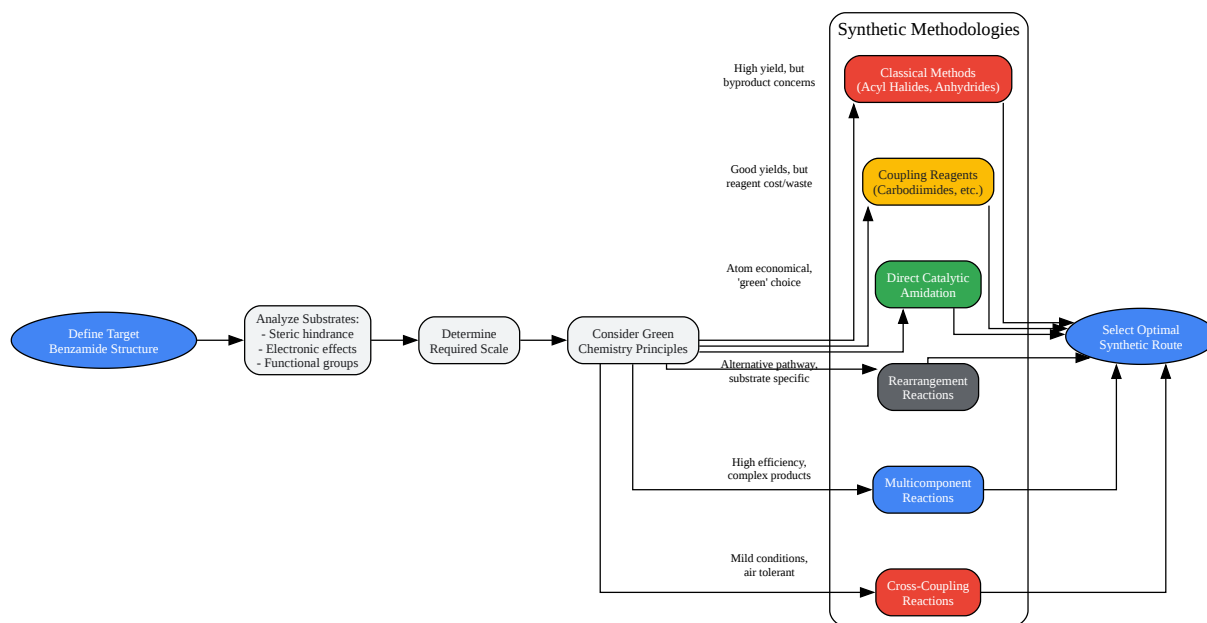 Synthetic Methodologies
High yield, but
byproduct concerns
Classical Methods
(Acyl Halides, Anhydrides)
Good yields, but
reagent cost/waste
Coupling Reagents
(Carbodiimides, etc.)
Atom economical,
'green' choice
Direct Catalytic
Amidation
Define Target
Benzamide Structure
Analyze Substrates:
- Steric hindrance
- Electronic effects
- Functional groups
Determine
Required Scale
Consider Green
Chemistry Principles
Select Optimal
Synthetic Route
Alternative pathway,
substrate specific
Rearrangement
Reactions
High efficiency,
complex products
Multicomponent
Reactions
Mild conditions,
air tolerant
Cross-Coupling
Reactions